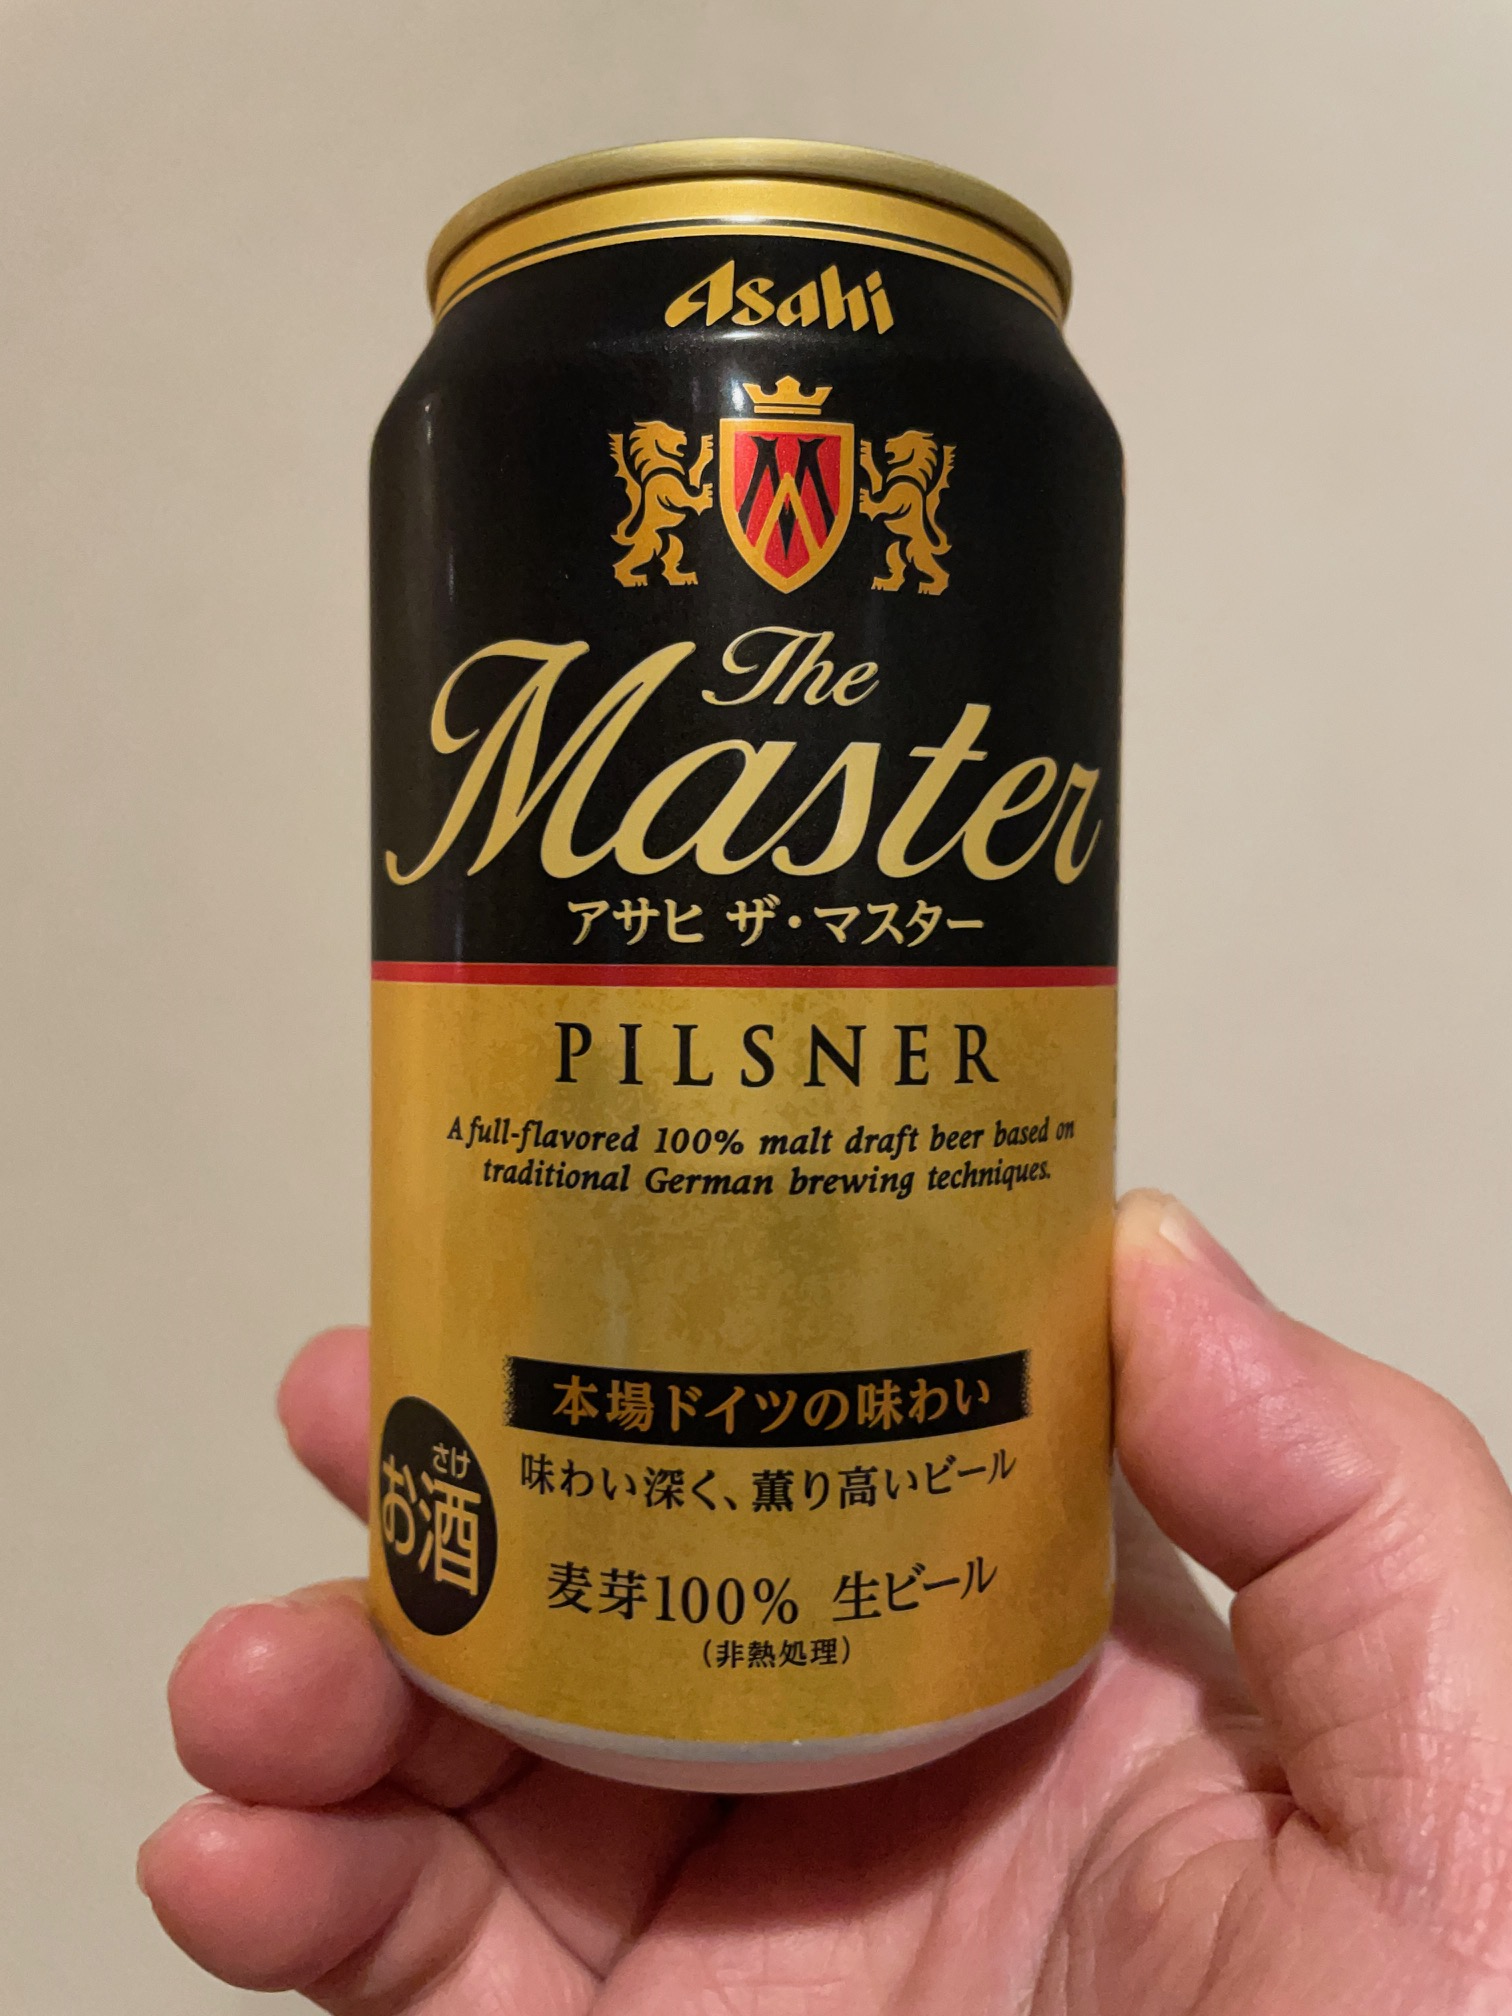 Asahi
The
Master
アサヒ ザ・マスター
PILSNER
A full-flavored 100% malt draft beer based on
traditional German brewing techniques.
本場ドイツの味わい
味わい深く、薫り高いビール
さけ
お酒
麦芽100% 生ビール
(非熱処理)